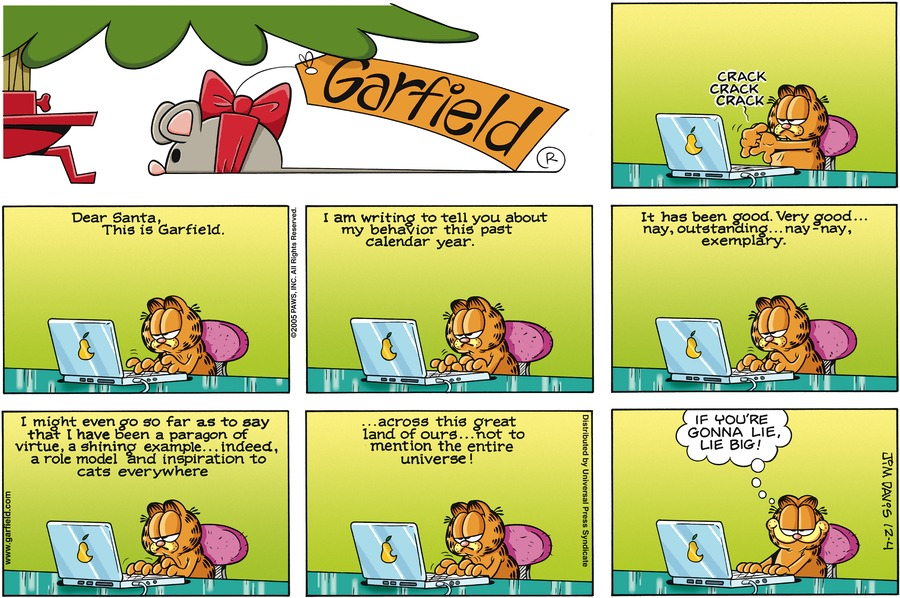 Garfield
R
CRACK
CRACK
CRACK
Dear Santa,
This is Garfield.
©2005 PAWS, INC. All Rights Reserved.
I am writing to tell you about
my behavior this past
calendar year.
It has been good. Very good...
nay, outstanding...nay-nay,
exemplary.
I might even go so far as to say
that I have been a paragon of
virtue, a shining example...indeed,
a role model and inspiration to
cats everywhere
www.garfield.com
...across this great
land of ours...not to
mention the entire
universe!
Distributed by Universal Press Syndicate
IF YOU'RE
GONNA LIE,
LIE BIG!
JIM DAVIS 12-4